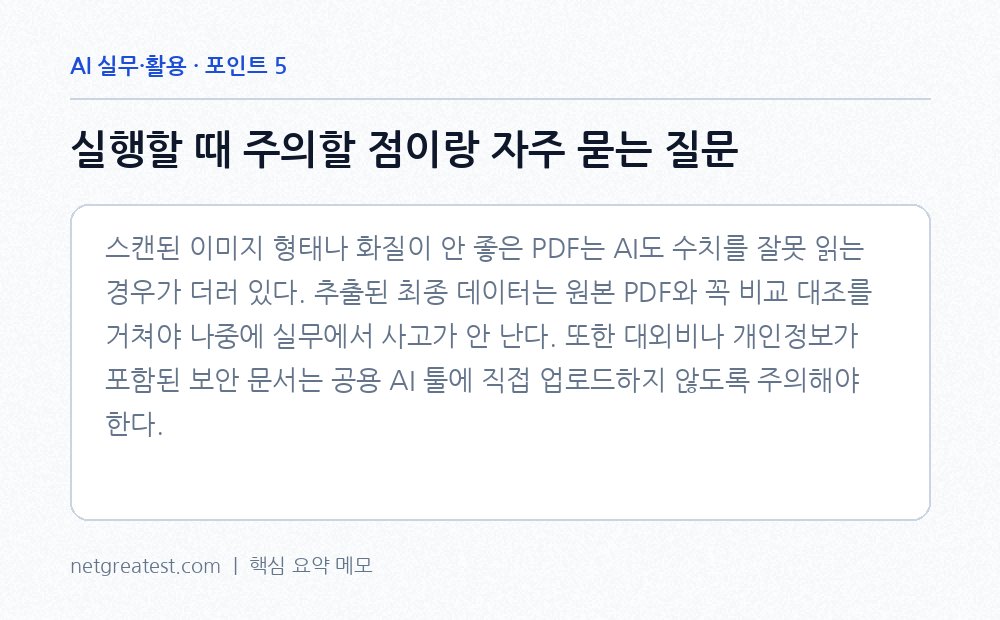 AI 실무·활용 · 포인트 5
실행할 때 주의할 점이랑 자주 묻는 질문
스캔된 이미지 형태나 화질이 안 좋은 PDF는 AI도 수치를 잘못 읽는
경우가 더러 있다. 추출된 최종 데이터는 원본 PDF와 꼭 비교 대조를
거쳐야 나중에 실무에서 사고가 안 난다. 또한 대외비나 개인정보가
포함된 보안 문서는 공용 AI 툴에 직접 업로드하지 않도록 주의해야
한다.
netgreatest.com | 핵심 요약 메모